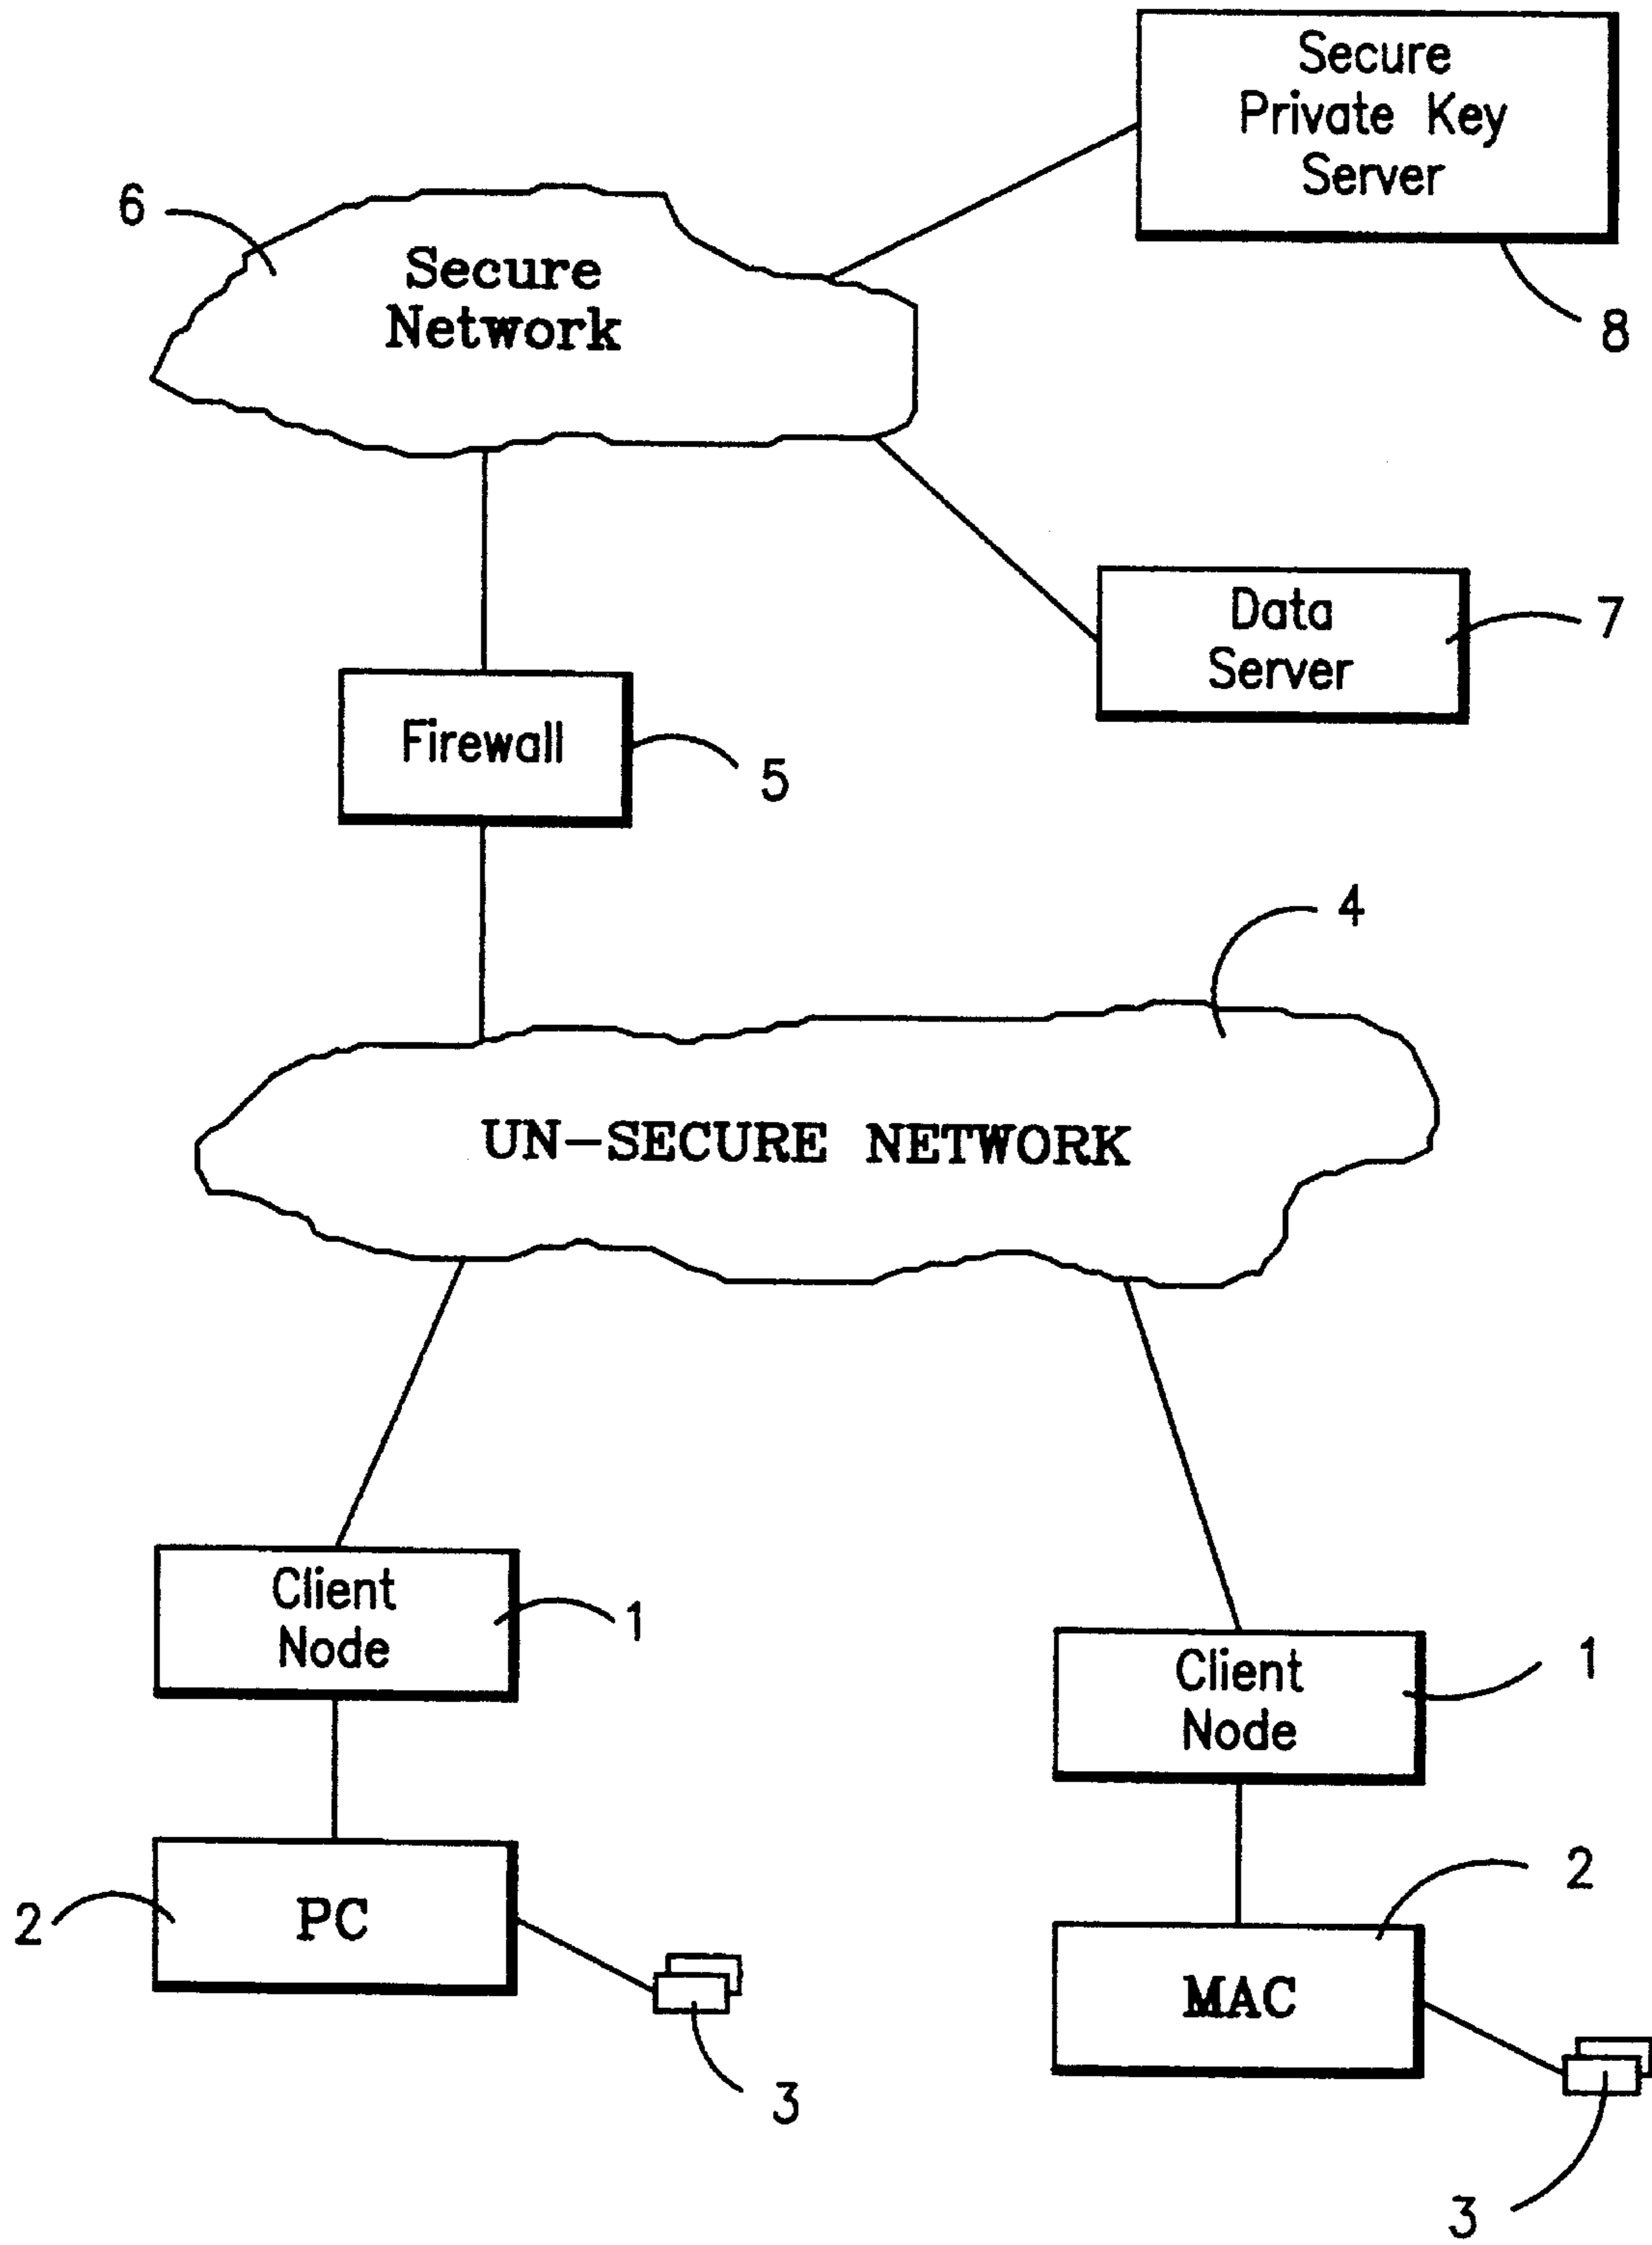 Secure
Private Key
Server
6
Secure
Network
8
Data
Server
7
Firewall
5
4
UN-SECURE NETWORK
Client
Node
1
Client
Node
1
2
PC
2
MAC
3
3